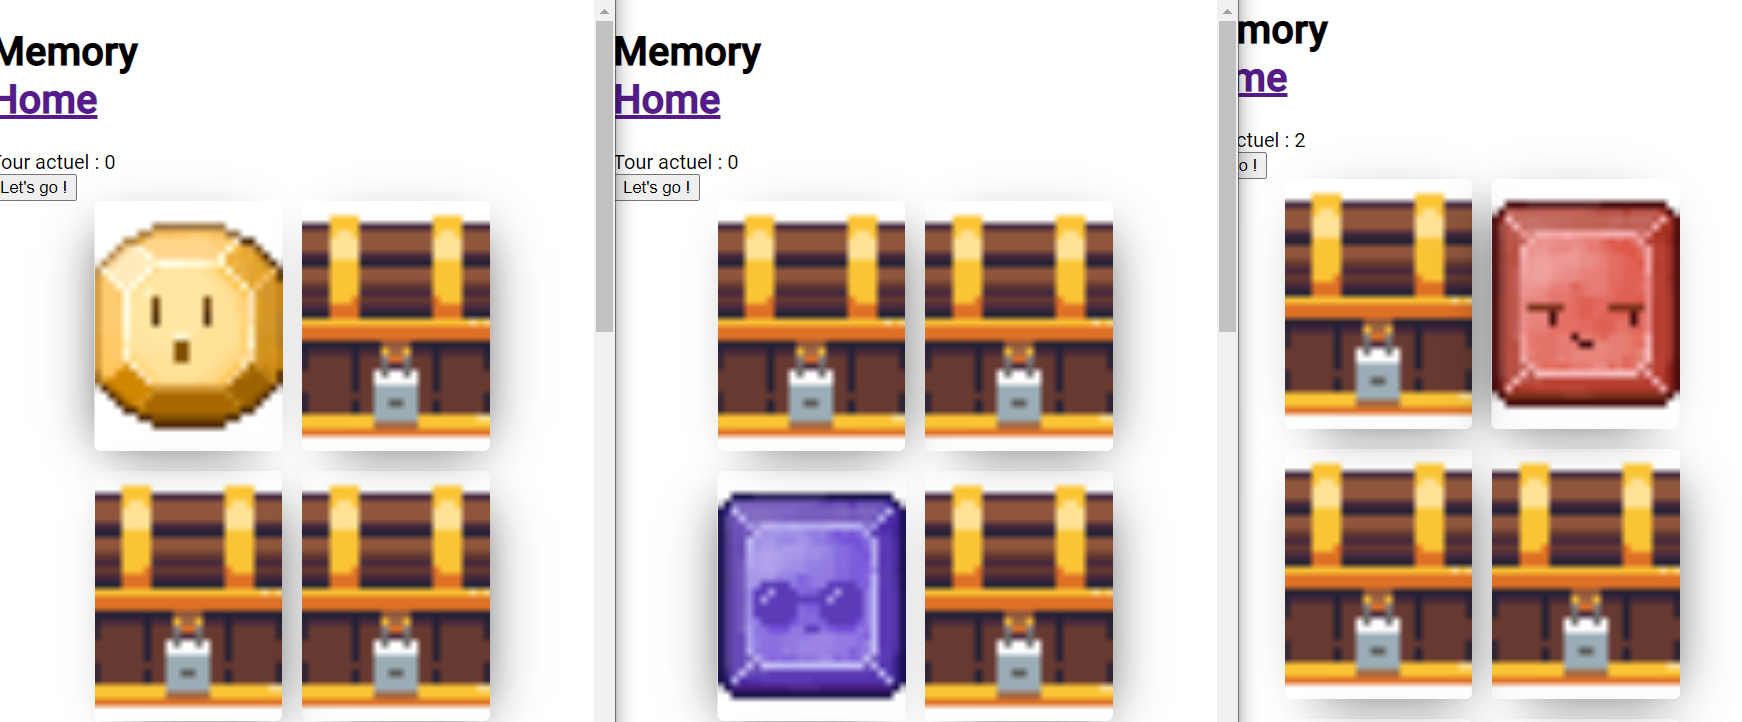 Memory
Home
Tour actuel : 0
Let's go !
Memory
Home
Tour actuel : 0
Let's go !
mory
me
ctuel : 2
o !